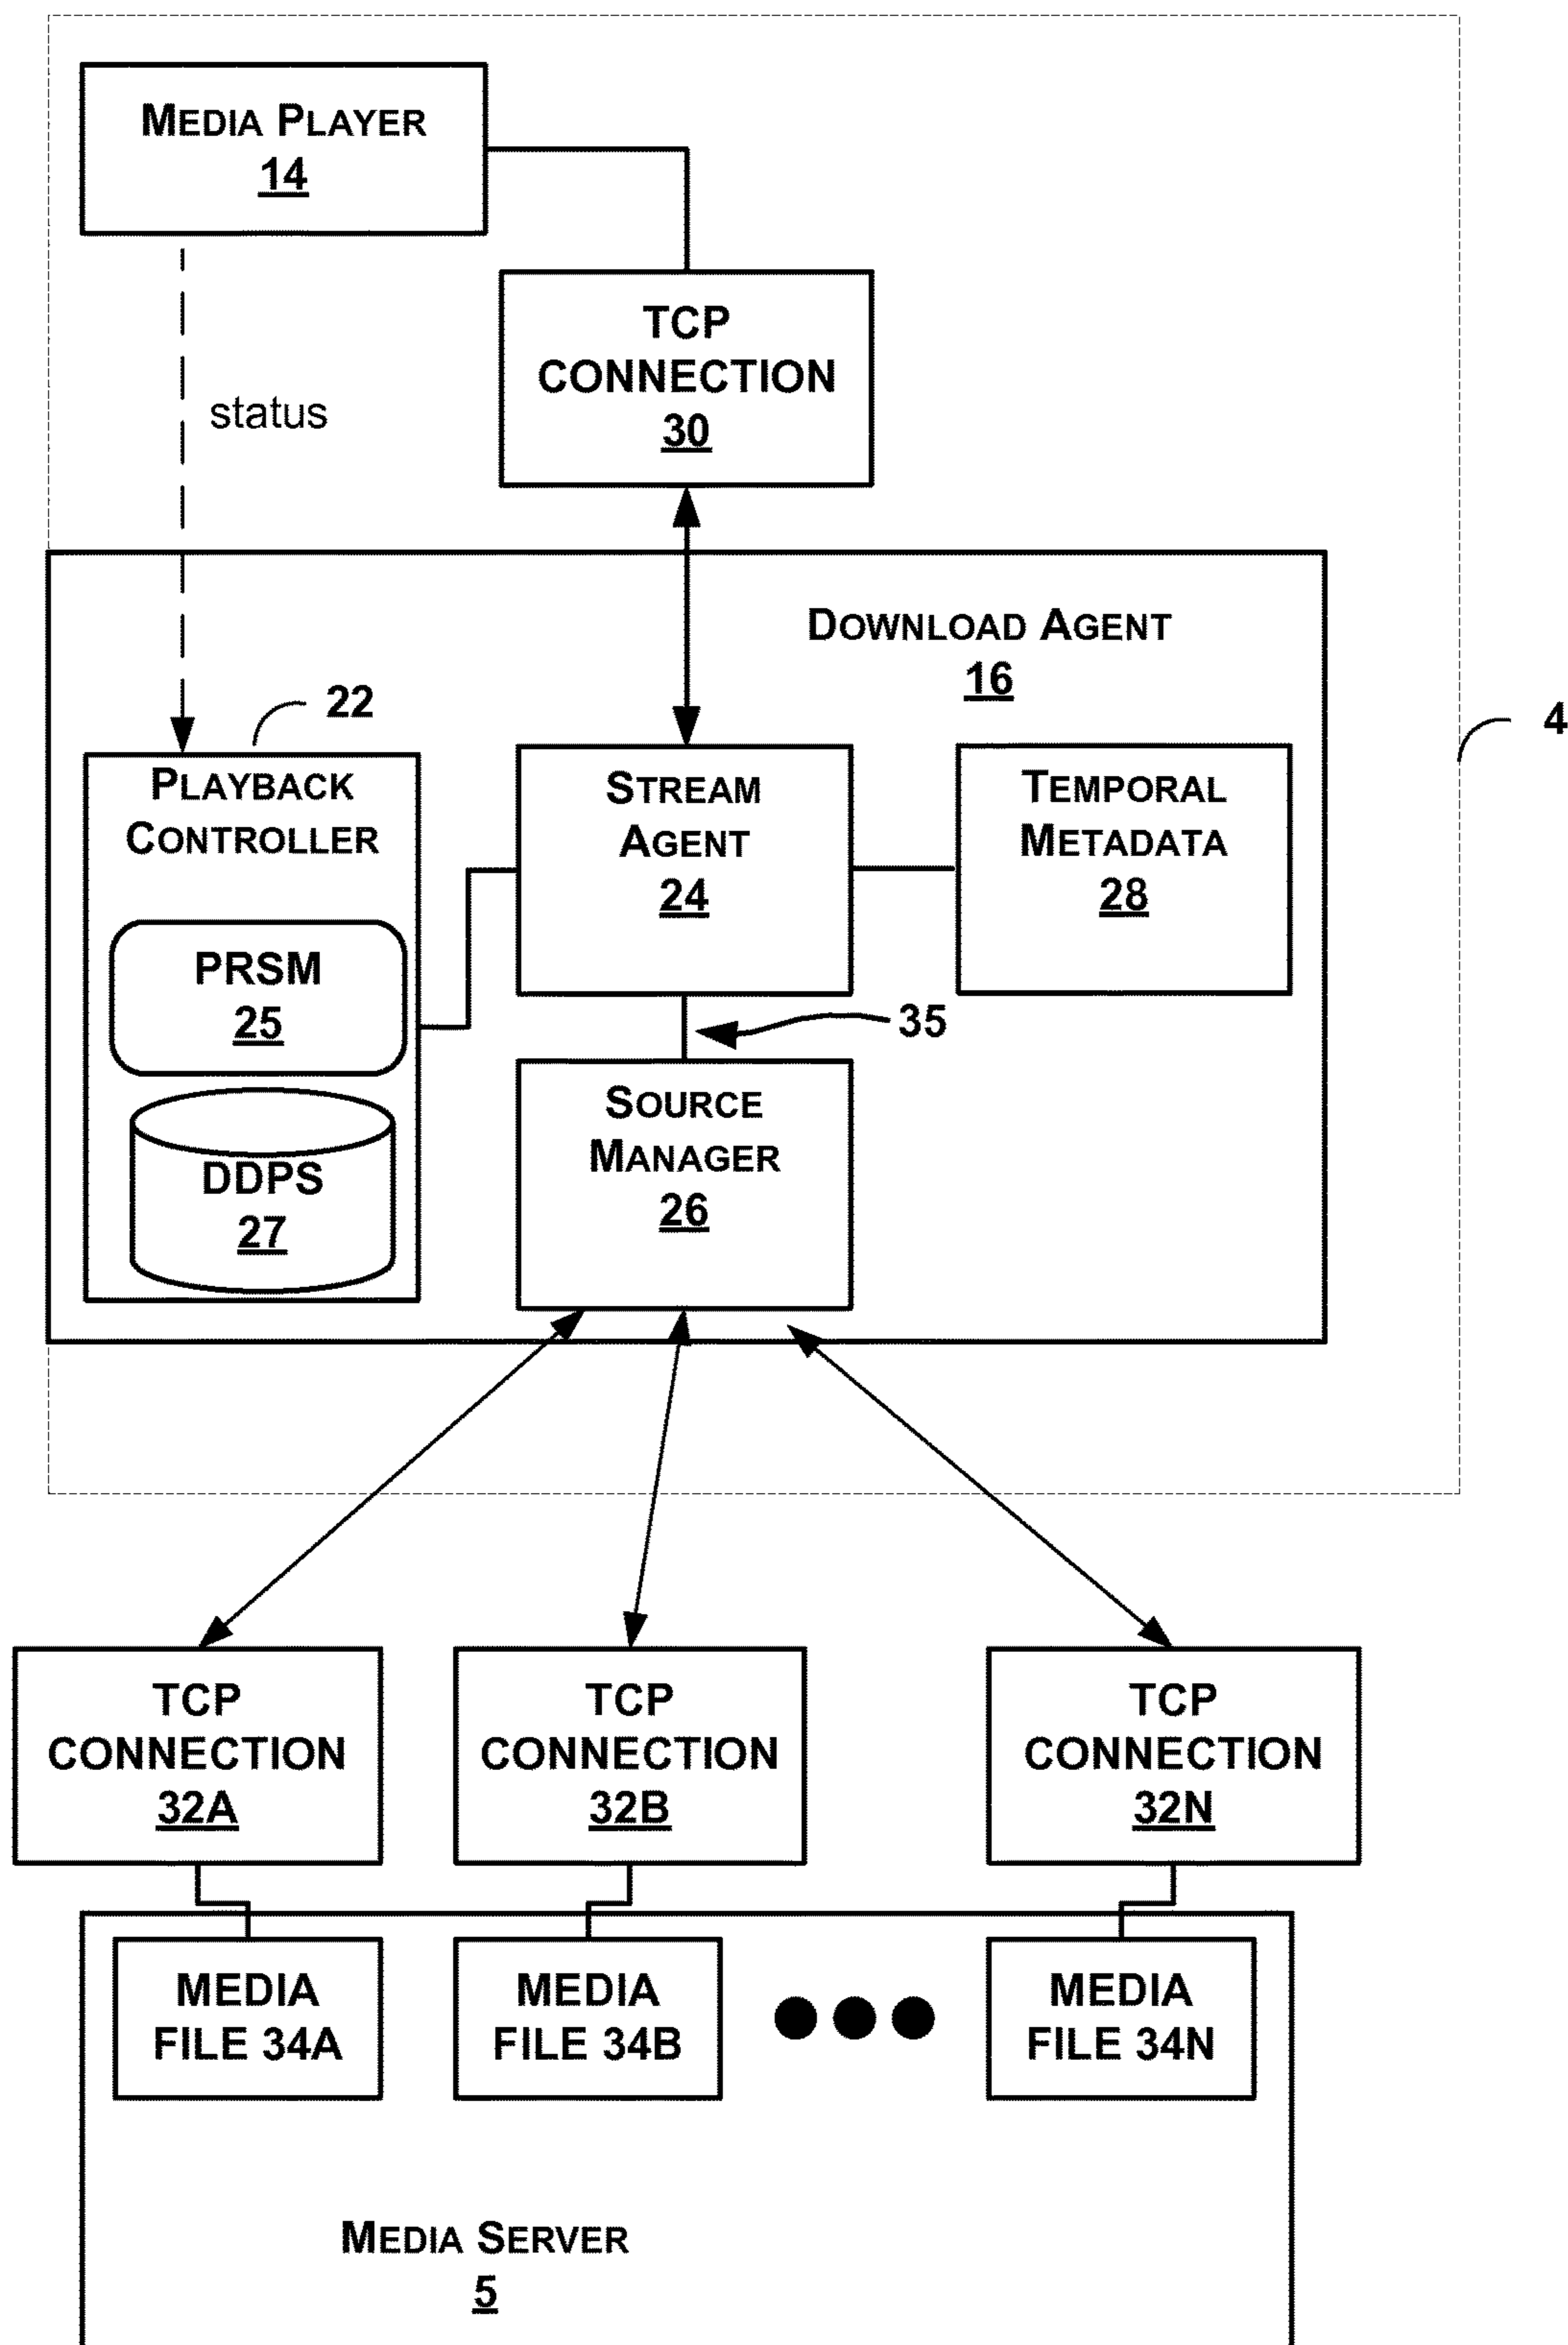 MEDIA PLAYER
14
TCP
CONNECTION
30
status
DOWNLOAD AGENT
16
22
4
PLAYBACK
CONTROLLER
STREAM
AGENT
24
TEMPORAL
METADATA
28
PRSM
25
35
SOURCE
MANAGER
26
DDPS
27
TCP
CONNECTION
32A
TCP
CONNECTION
32B
TCP
CONNECTION
32N
MEDIA
FILE 34A
MEDIA
FILE 34B
MEDIA
FILE 34N
MEDIA SERVER
5